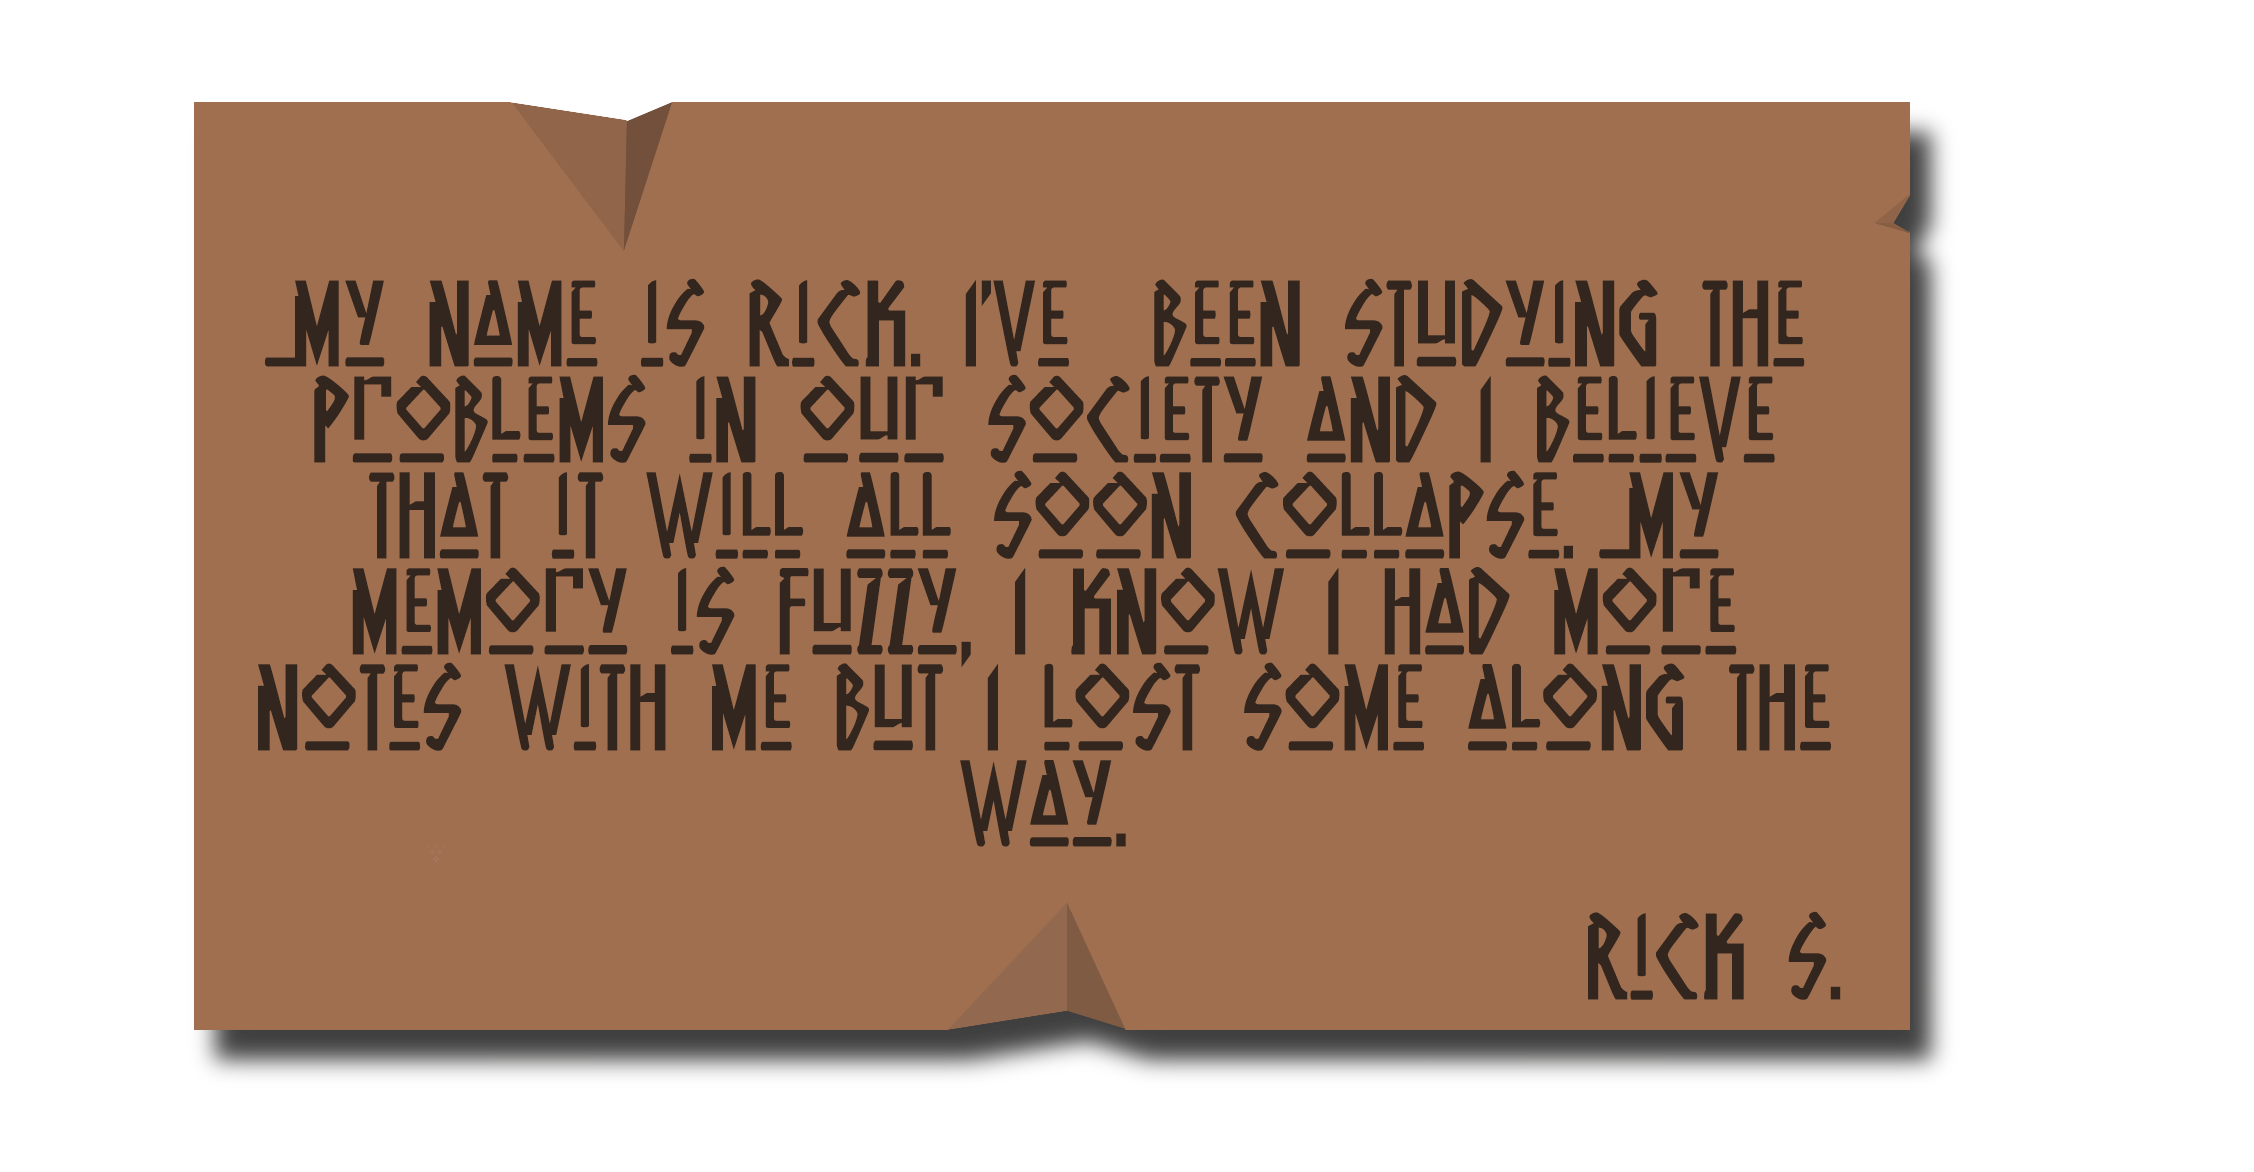 My name is Rick. I've been studying the
problems in our society and I believe
that it will all soon collapse. My
memory is fuzzy, I know I had more
notes with me but I lost some along the
way.
Rick S.